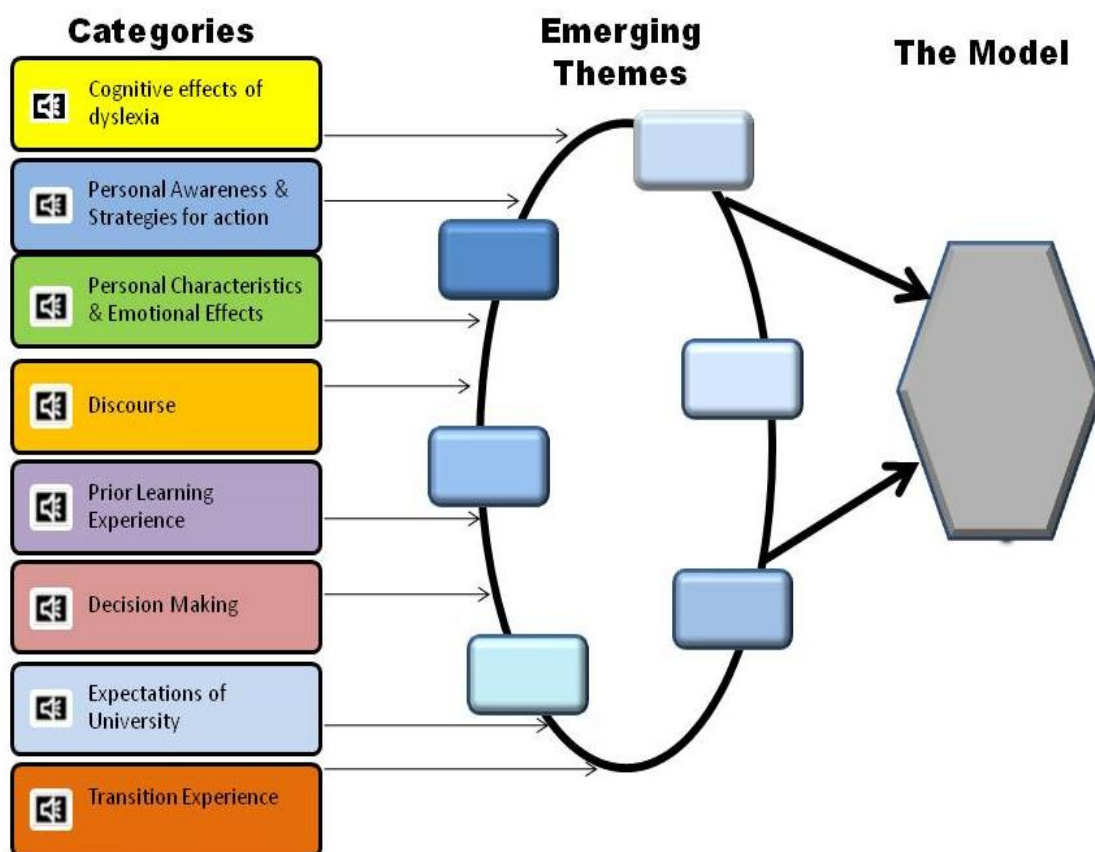 Categories
Emerging
Themes
The Model
Cognitive effects of
dyslexia
Personal Awareness &
Strategies for action
Personal Characteristics
& Emotional Effects
Discourse
Prior Learning
Experience
Decision Making
Expectations of
University
Transition Experience